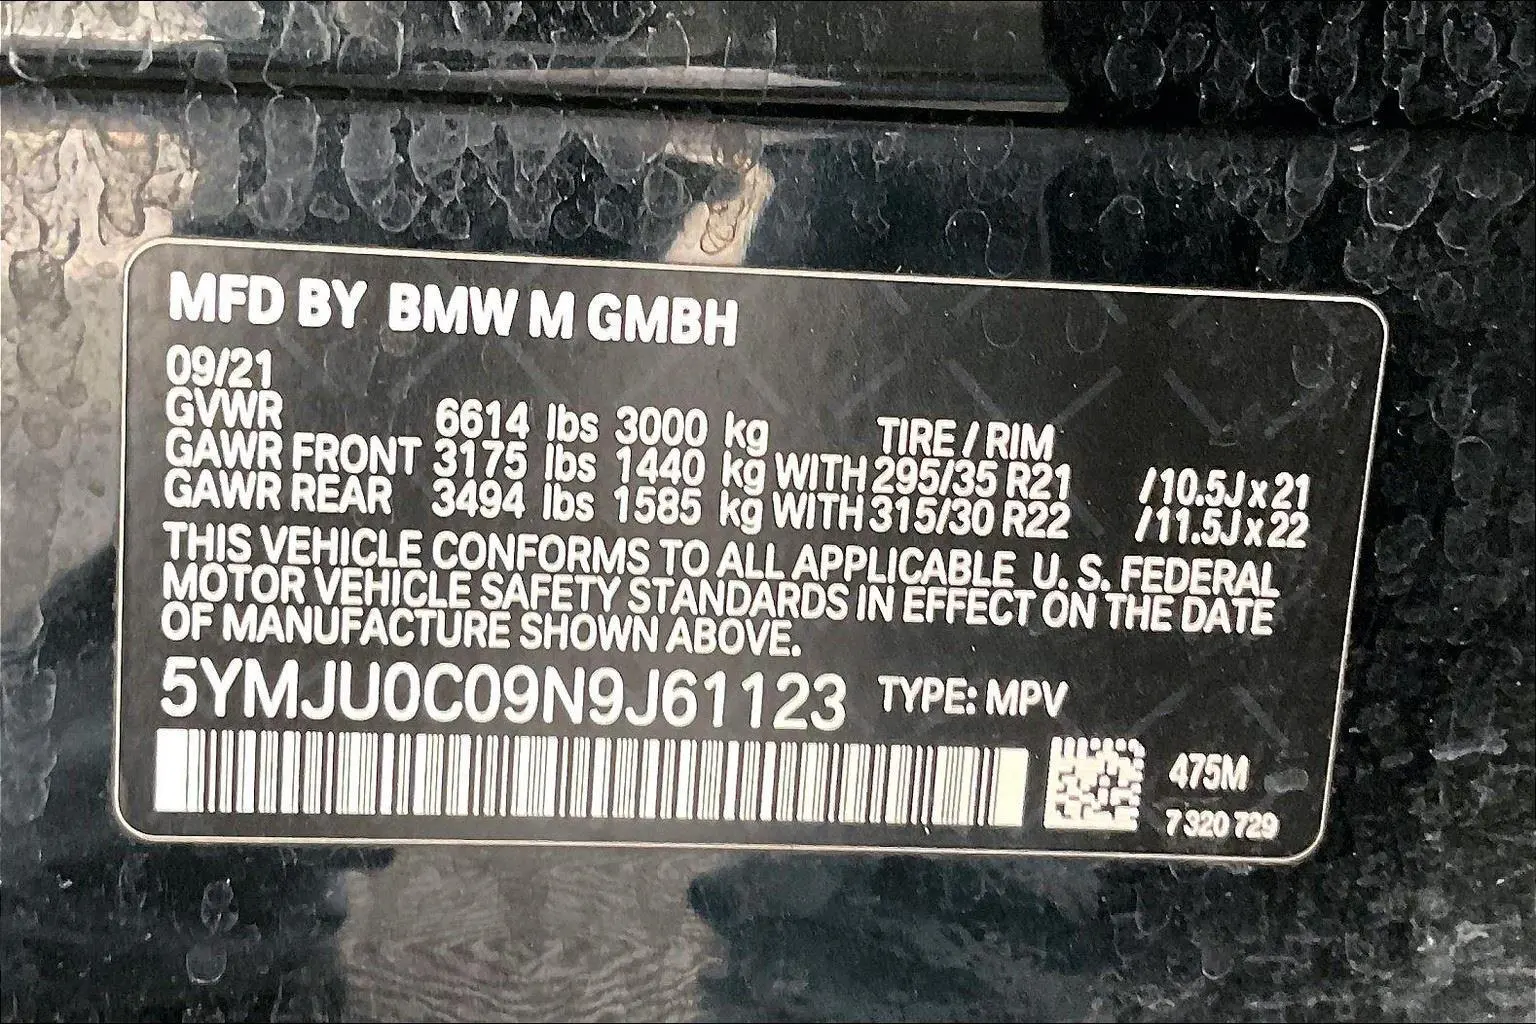 MFD BY BMW M GMBH
09/21
GVWR 6614 lbs 3000 kg TIRE / RIM
GAWR FRONT 3175 lbs 1440 kg WITH 295/35 R21 /10.5J x 21
GAWR REAR 3494 lbs 1585 kg WITH 315/30 R22 /11.5J x 22
THIS VEHICLE CONFORMS TO ALL APPLICABLE U. S. FEDERAL
MOTOR VEHICLE SAFETY STANDARDS IN EFFECT ON THE DATE
OF MANUFACTURE SHOWN ABOVE.
5YMJU0C09N9J61123 TYPE: MPV
475M
7 320 729